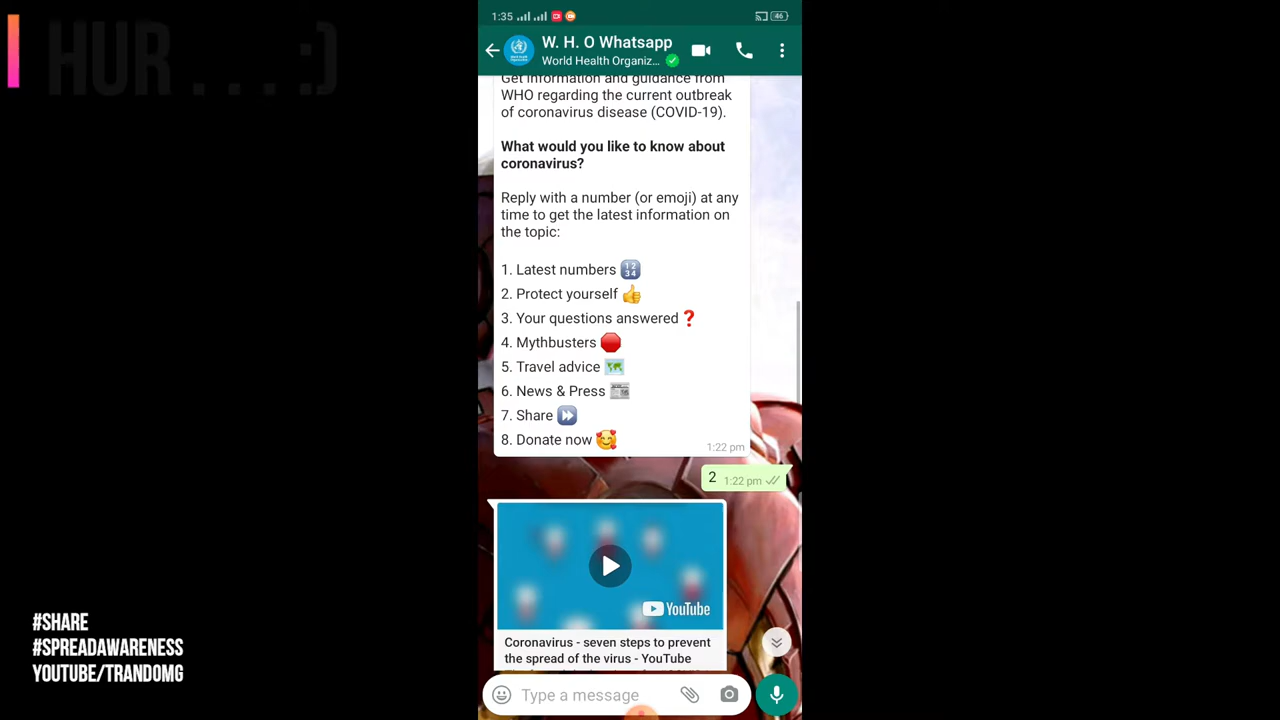 HUR . . . . :)
1:35
46
W. H. O Whatsapp
World Health Organiz...
Get information and guidance from
WHO regarding the current outbreak
of coronavirus disease (COVID-19).
What would you like to know about
coronavirus?
Reply with a number (or emoji) at any
time to get the latest information on
the topic:
1. Latest numbers 🔢
2. Protect yourself 👍
3. Your questions answered ❓
4. Mythbusters 🛑
5. Travel advice 🗺️
6. News & Press 📰
7. Share ⏩
8. Donate now 🥰
1:22 pm
2 1:22 pm
YouTube
Coronavirus - seven steps to prevent
the spread of the virus - YouTube
Type a message
#SHARE
#SPREADAWARENESS
YOUTUBE/TRANDOMG